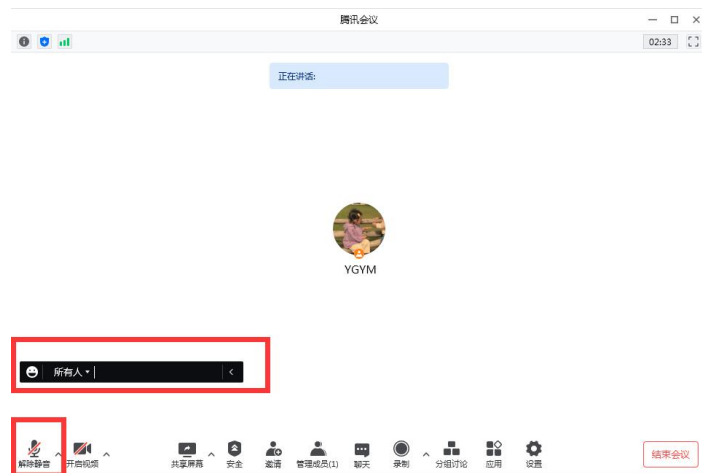 腾讯会议
02:33
正在讲话:
YGYM
所有人
解除静音
开启视频
共享屏幕
安全
邀请
管理成员(1)
聊天
录制
分组讨论
应用
设置
结束会议